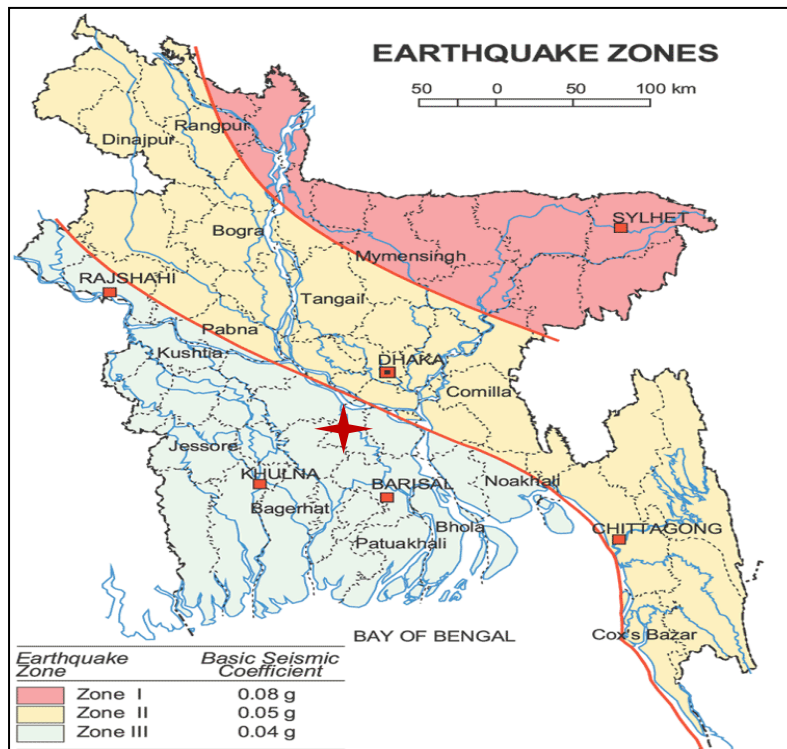 EARTHQUAKE ZONES
50 0 50 100 km
Rangpur
Dinajpur
SYLHET
Bogra
Mymensingh
RAJSHAHI
Tangail
Pabna
Kushtia
DHAKA
Comilla
Jessore
KHULNA
BARISAL
Noakhali
Bagerhat
Bhola
CHITTAGONG
Patuakhali
BAY OF BENGAL
Cox's Bazar
Earthquake Zone Basic Seismic Coefficient
Zone I 0.08 g
Zone II 0.05 g
Zone III 0.04 g